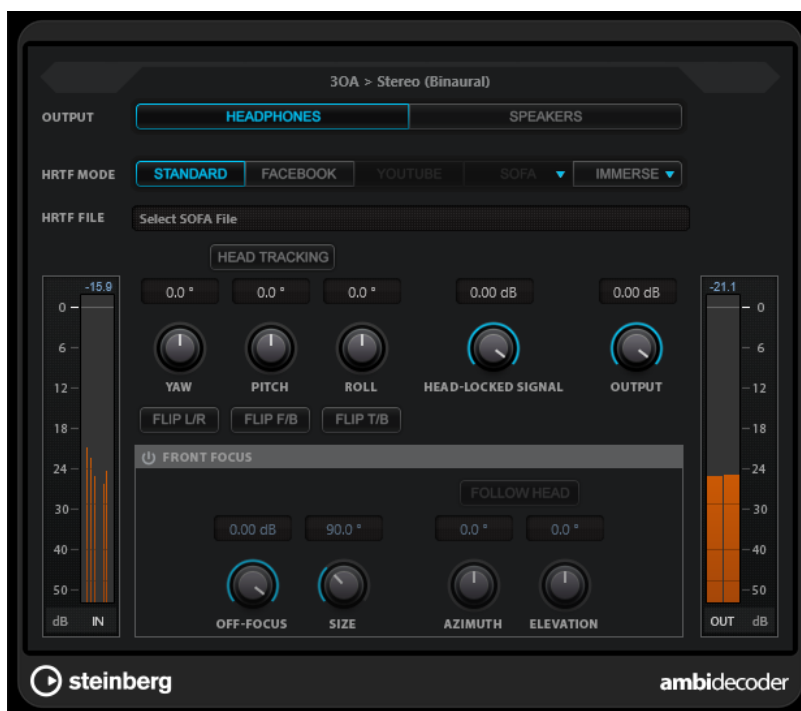 3OA > Stereo (Binaural)
OUTPUT HEADPHONES SPEAKERS
HRTF MODE STANDARD FACEBOOK YOUTUBE SOFA IMMERSE
HRTF FILE Select SOFA File
HEAD TRACKING
-15.9 0.0 ° 0.0 ° 0.0 ° 0.00 dB 0.00 dB -21.1
0 0
6 6
YAW PITCH ROLL HEAD-LOCKED SIGNAL OUTPUT
12 12
FLIP L/R FLIP F/B FLIP T/B
18 18
FRONT FOCUS
24 24
FOLLOW HEAD
30 30
0.00 dB 90.0 ° 0.0 ° 0.0 °
40 40
50 50
OFF-FOCUS SIZE AZIMUTH ELEVATION
dB IN OUT dB
steinberg ambidecoder